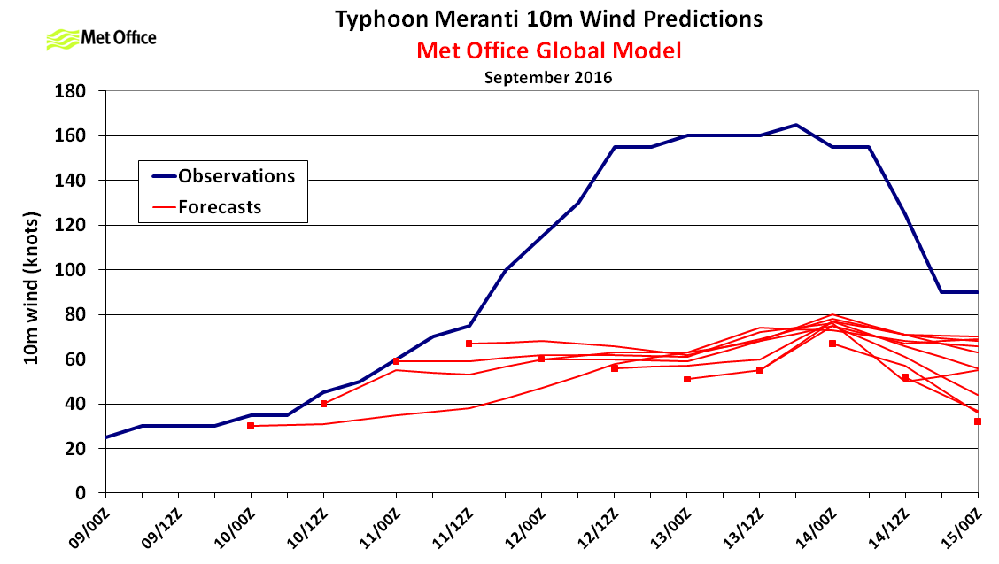 Typhoon Meranti 10m Wind Predictions
Met Office
Met Office Global Model
September 2016
180
160
140
120
100
80
60
40
20
0
10m wind (knots)
Observations
Forecasts
09/00Z
09/12Z
10/00Z
10/12Z
11/00Z
11/12Z
12/00Z
12/12Z
13/00Z
13/12Z
14/00Z
14/12Z
15/00Z